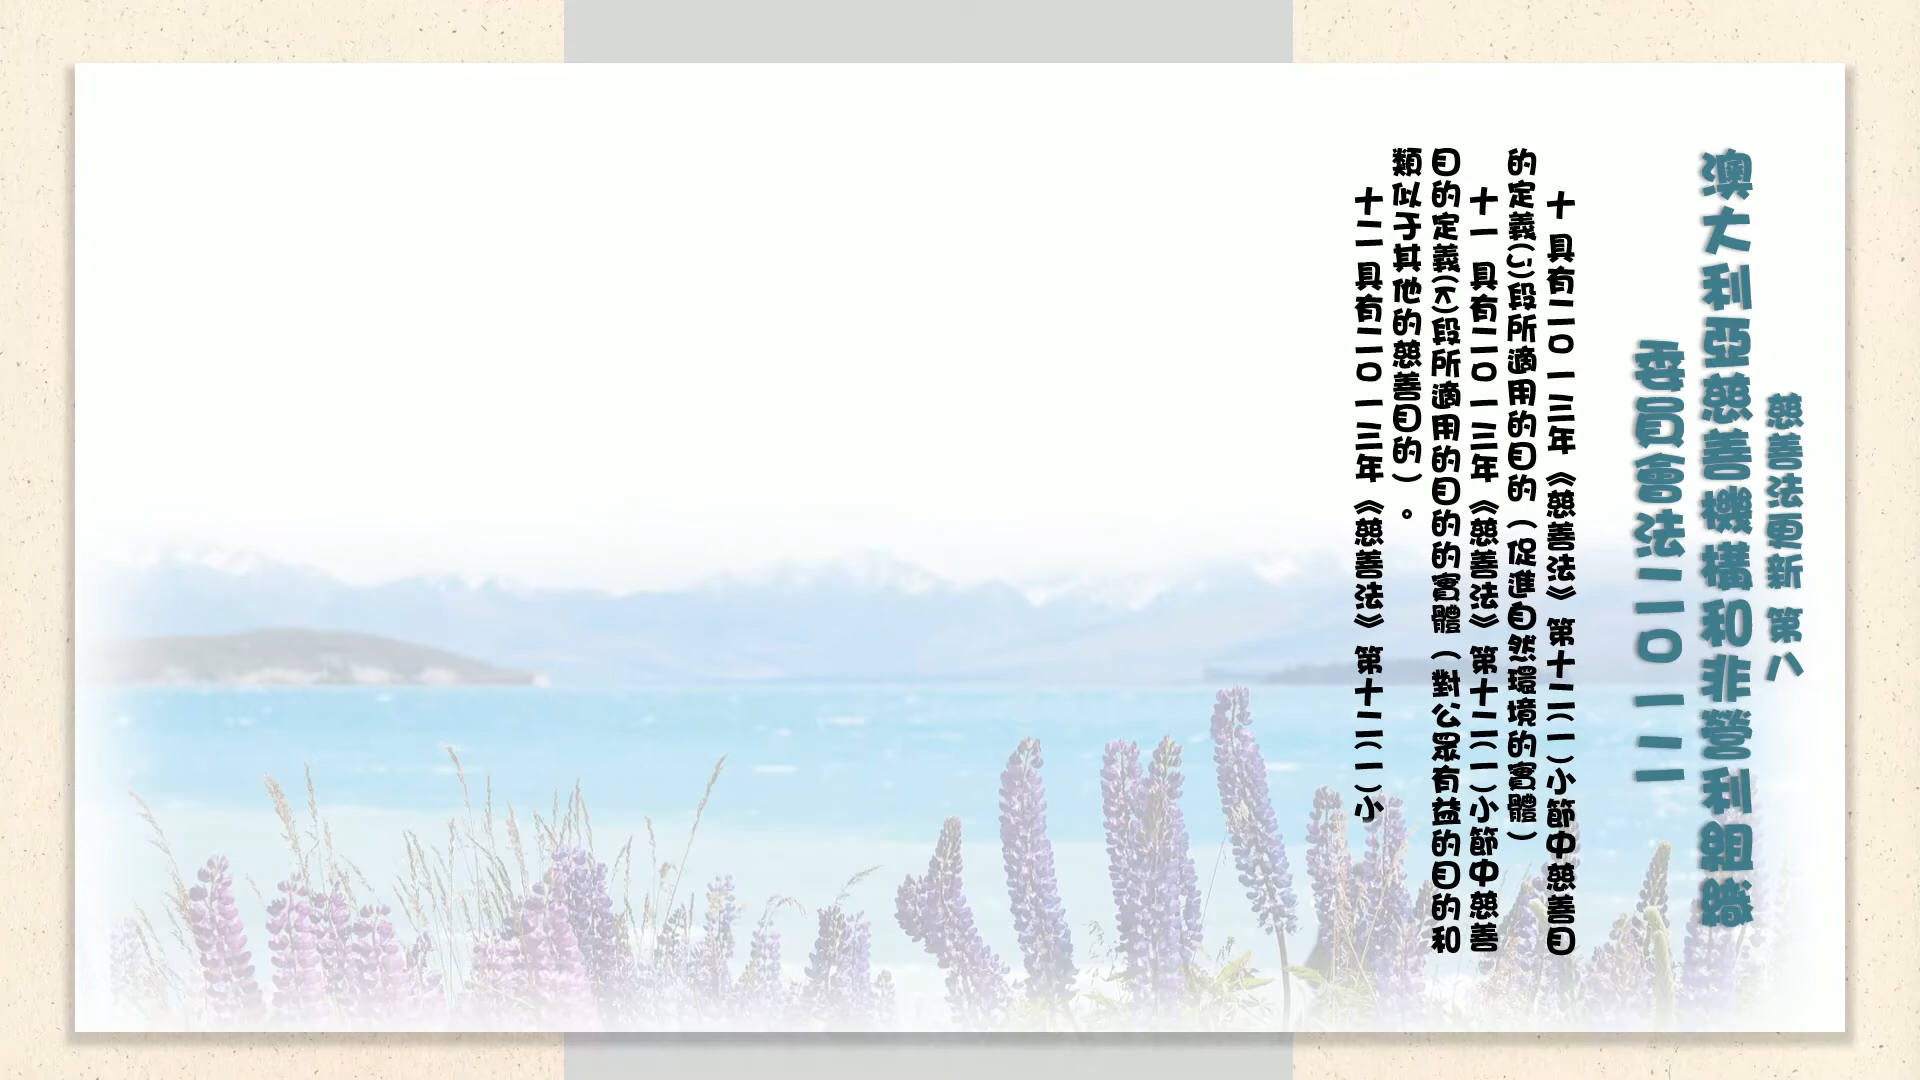 慈善法更新 第八
澳大利亞慈善機構和非營利組織
委員會法二零一二
十 具有二零一三年《慈善法》第十二(一)小節中慈善目
的定義(J)段所適用的目的（促進自然環境的實體）
十一 具有二零一三年《慈善法》第十二(一)小節中慈善
目的定義(K)段所適用的目的的實體（對公眾有益的目的和
類似于其他的慈善目的）。
十二 具有二零一三年《慈善法》第十二(一)小